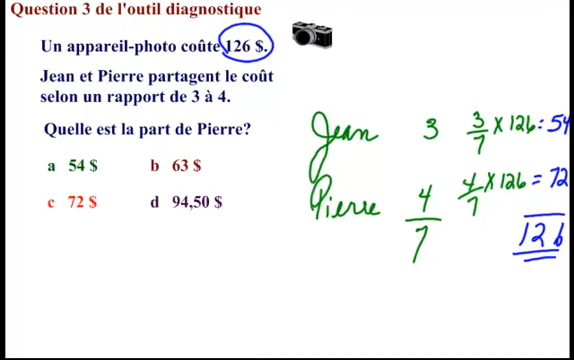 Question 3 de l'outil diagnostique
Un appareil-photo coûte 126 $.
Jean et Pierre partagent le coût
selon un rapport de 3 à 4.
Quelle est la part de Pierre?
a 54 $ b 63 $
c 72 $ d 94,50 $
Jean 3 3/7 x 126 = 54
Pierre 4 4/7 x 126 = 72
7 126